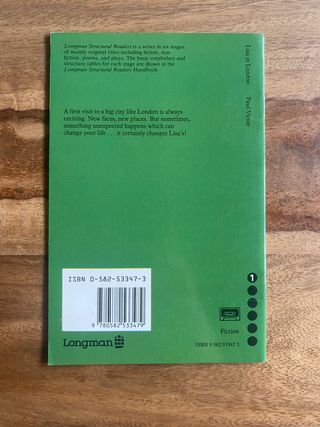 Longman Structural Readers is a series in six stages,
of mainly original titles including fiction, non-
fiction, poems, and plays. The basic vocabulary and
structure tables for each stage are shown in the
Longman Structural Readers Handbook.
A first visit to a big city like London is always
exciting. New faces, new places. But sometimes,
something unexpected happens which can
change your life . . . it certainly changes Lisa's!
Lisa in London Paul Victor
ISBN 0-582-53347-3
9 780582 533479
Longman
1
Fiction
ISBN 0 582 53347 3